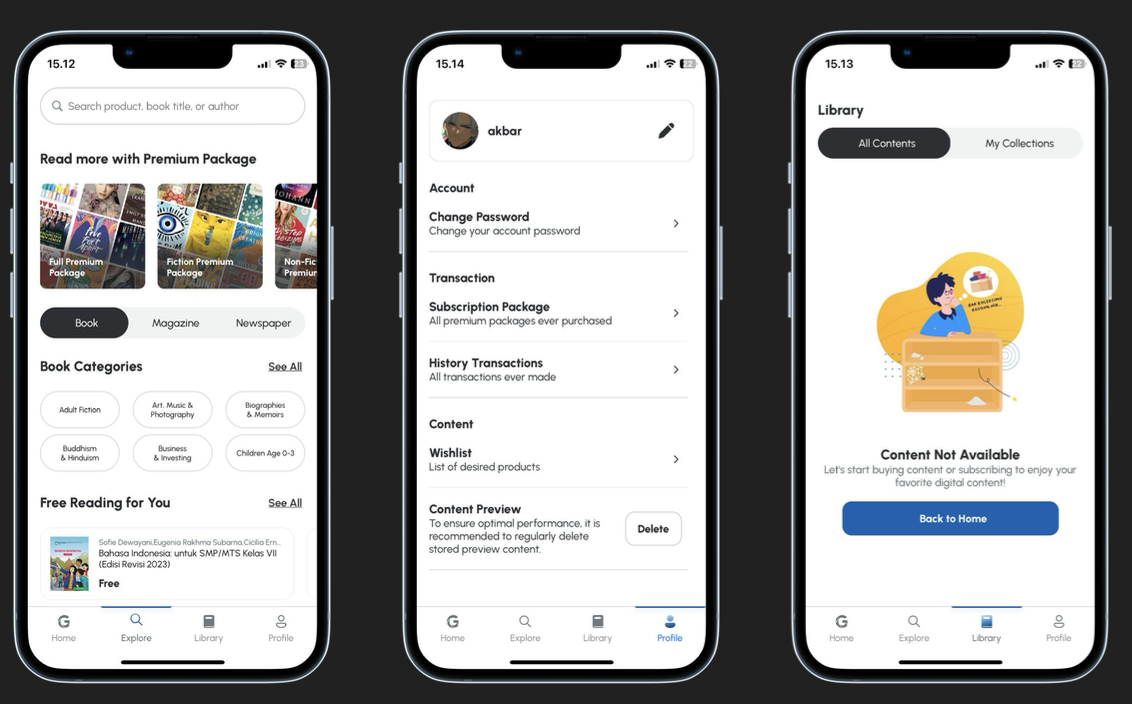 15.12
23
Search product, book title, or author
Read more with Premium Package
Full Premium
Package
Fiction Premium
Package
Non-Fic
Premiun
Book
Magazine
Newspaper
Book Categories
See All
Adult Fiction
Art. Music &
Photography
Biographies
& Memoirs
Buddhism
& Hinduism
Business
& Investing
Children Age 0-3
Free Reading for You
See All
Sofie Dewayani,Eugenia Rakhma Subarna,Cicilia Ern...
Bahasa Indonesia: untuk SMP/MTS Kelas VII
(Edisi Revisi 2023)
Free
Home
Explore
Library
Profile
15.14
22
akbar
Account
Change Password
Change your account password
Transaction
Subscription Package
All premium packages ever purchased
History Transactions
All transactions ever made
Content
Wishlist
List of desired products
Content Preview
To ensure optimal performance, it is
recommended to regularly delete
stored preview content.
Delete
Home
Explore
Library
Profile
15.13
22
Library
All Contents
My Collections
Content Not Available
Let's start buying content or subscribing to enjoy your
favorite digital content!
Back to Home
Home
Explore
Library
Profile